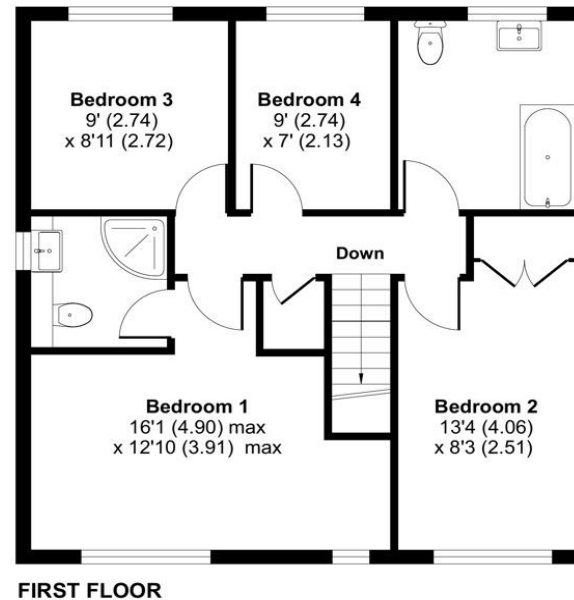 Bedroom 3
9' (2.74)
x 8'11 (2.72)
Bedroom 4
9' (2.74)
x 7' (2.13)
Down
Bedroom 1
16'1 (4.90) max
x 12'10 (3.91) max
Bedroom 2
13'4 (4.06)
x 8'3 (2.51)
FIRST FLOOR